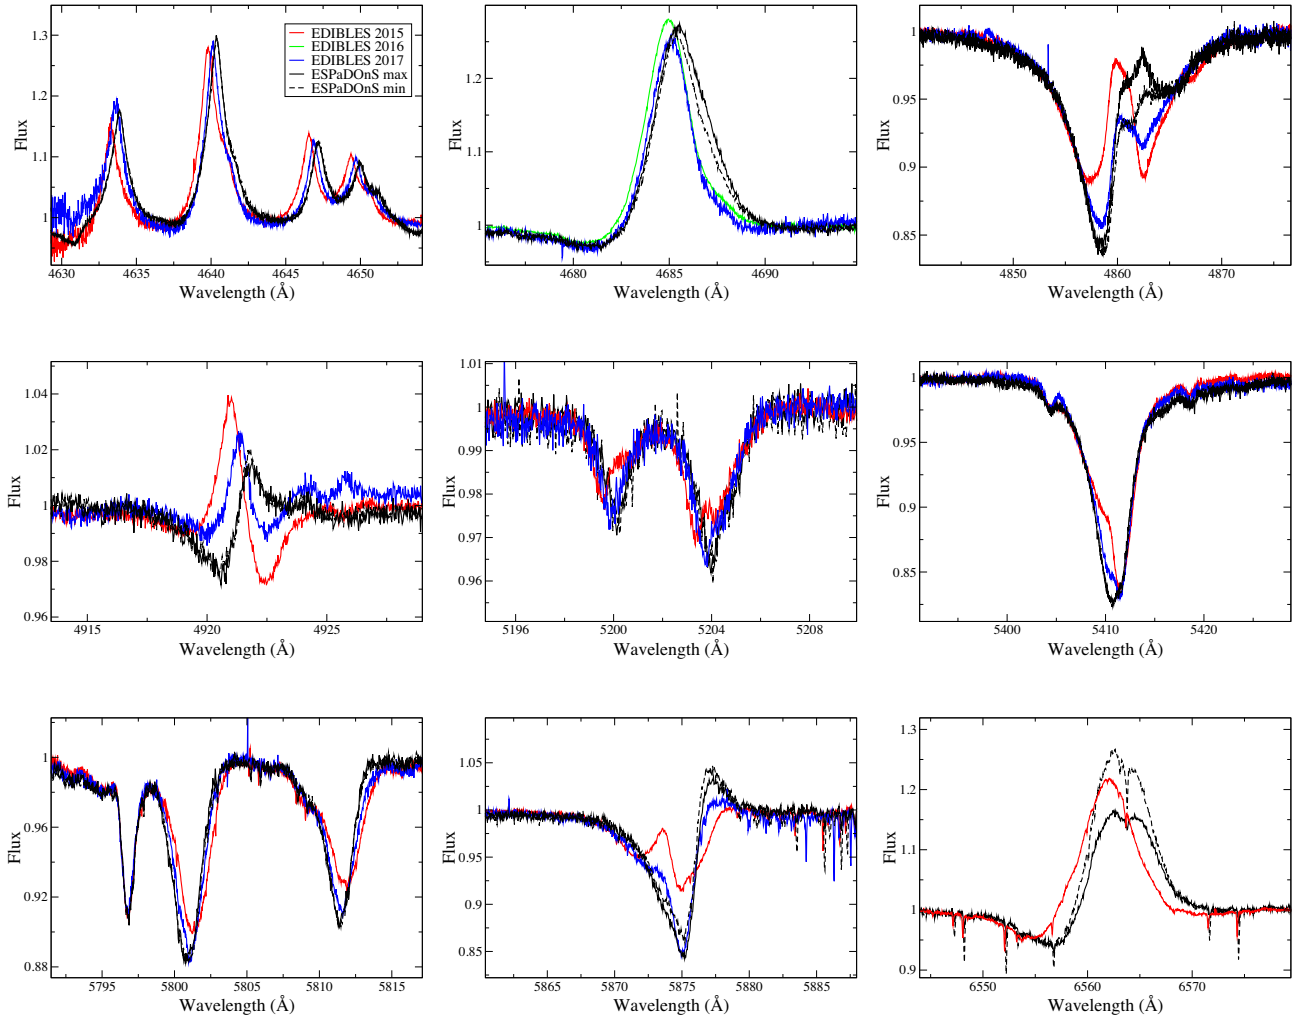 1.3
1.2
1.1
1
Flux
EDIBLES 2015
EDIBLES 2016
EDIBLES 2017
ESPaDOnS max
ESPaDOnS min
4630 4635 4640 4645 4650
Wavelength (Å)
1.2
1.1
1
Flux
4680 4685 4690
Wavelength (Å)
1
0.95
0.9
0.85
Flux
4850 4860 4870
Wavelength (Å)
1.04
1.02
1
0.98
0.96
Flux
4915 4920 4925
Wavelength (Å)
1.01
1
0.99
0.98
0.97
0.96
Flux
5196 5200 5204 5208
Wavelength (Å)
1
0.95
0.9
0.85
Flux
5400 5410 5420
Wavelength (Å)
1
0.96
0.92
0.88
Flux
5795 5800 5805 5810 5815
Wavelength (Å)
1.05
1
0.95
0.9
0.85
Flux
5865 5870 5875 5880 5885
Wavelength (Å)
1.3
1.2
1.1
1
0.9
Flux
6550 6560 6570
Wavelength (Å)